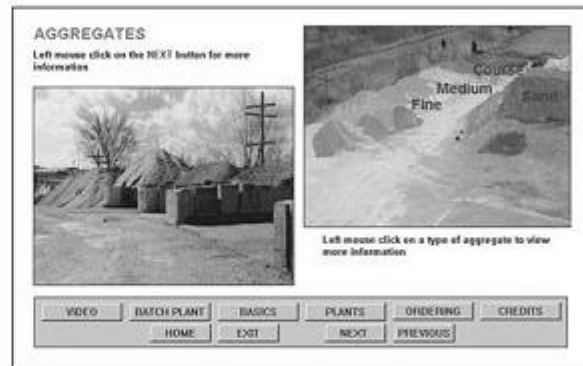 AGGREGATES
Left mouse click on the NEXT button for more
information
Course
Medium
Fine
Sand
Left mouse click on a type of aggregate to view
more information
VIDEO BATCH PLANT BASICS PLANTS ORDERING CREDITS
HOME EXIT NEXT PREVIOUS